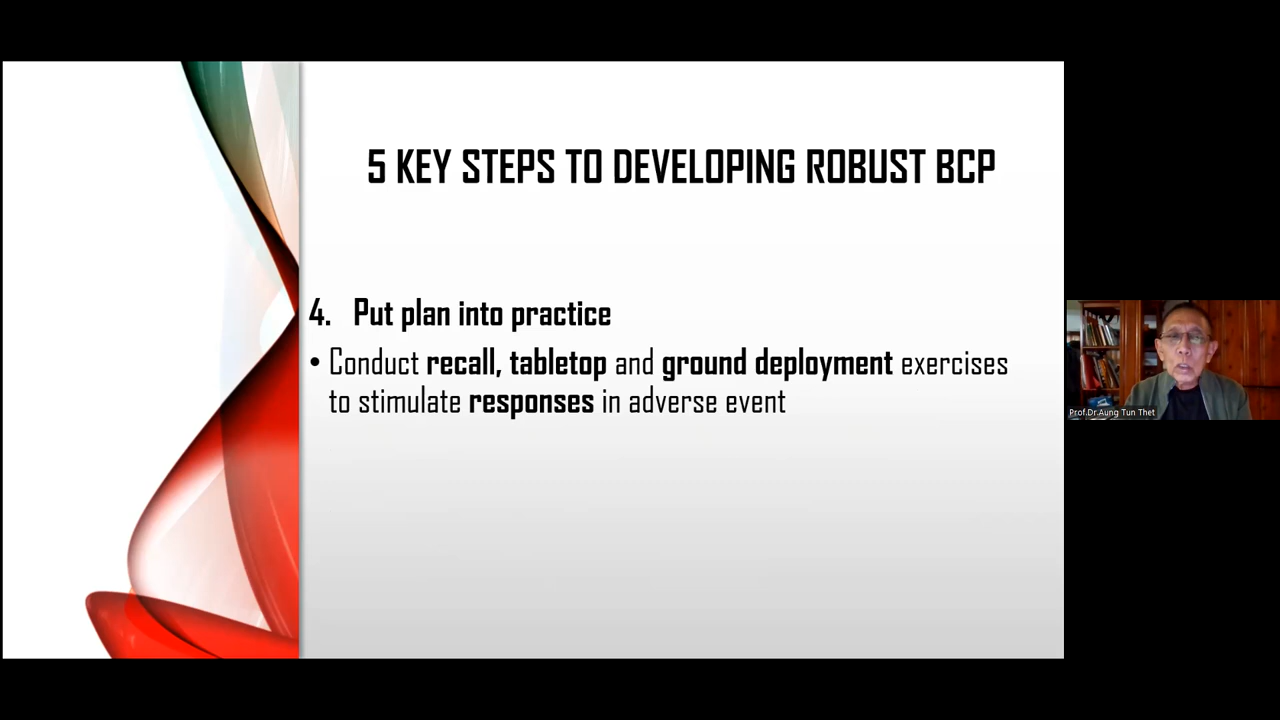 5 KEY STEPS TO DEVELOPING ROBUST BCP
4. Put plan into practice
• Conduct recall, tabletop and ground deployment exercises
to stimulate responses in adverse event
Prof.Dr.Aung Tun Thet